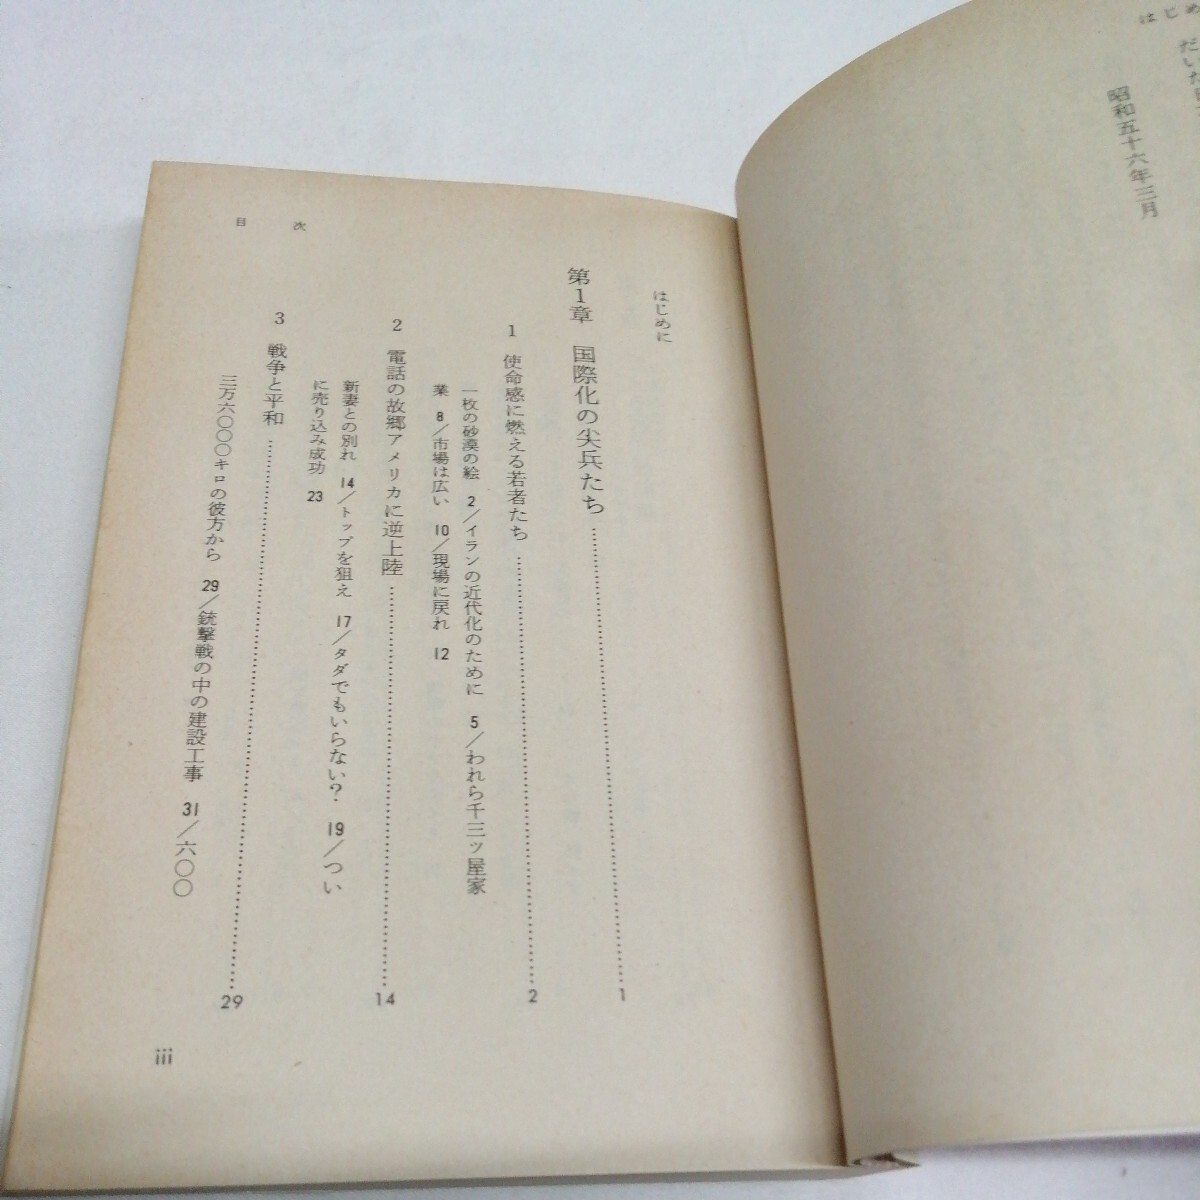 はじめ
昭和五十六年三月
目次
はじめに
第1章 国際化の尖兵たち……1
1 使命感に燃える若者たち……2
一枚の砂漠の絵 2/イランの近代化のために 5/われら千三ッ屋家
業 8/市場は広い 10/現場に戻れ 12
2 電話の故郷アメリカに逆上陸……14
新妻との別れ 14/トップを狙え 17/タダでもいらない? 19/つい
に売り込み成功 23
3 戦争と平和……29
三万六〇〇〇キロの彼方から 29/銃撃戦の中の建設工事 31/六〇〇
iii